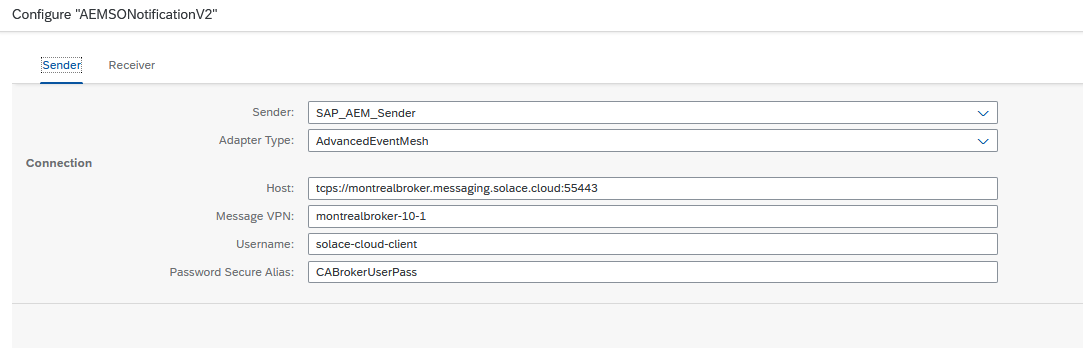 Configure "AEMSONotificationV2"
Sender Receiver
Sender: SAP_AEM_Sender
Adapter Type: AdvancedEventMesh
Connection
Host: tcps://montrealbroker.messaging.solace.cloud:55443
Message VPN: montrealbroker-10-1
Username: solace-cloud-client
Password Secure Alias: CABrokerUserPass